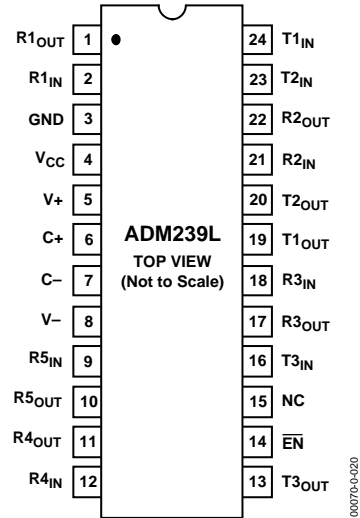 R1OUT 1 24 T1IN
R1IN 2 23 T2IN
GND 3 22 R2OUT
VCC 4 21 R2IN
V+ 5 20 T2OUT
C+ 6 19 T1OUT
C– 7 18 R3IN
V– 8 17 R3OUT
R5IN 9 16 T3IN
R5OUT 10 15 NC
R4OUT 11 14 E̅N̅
R4IN 12 13 T3OUT
ADM239L
TOP VIEW
(Not to Scale)
00070-0-020